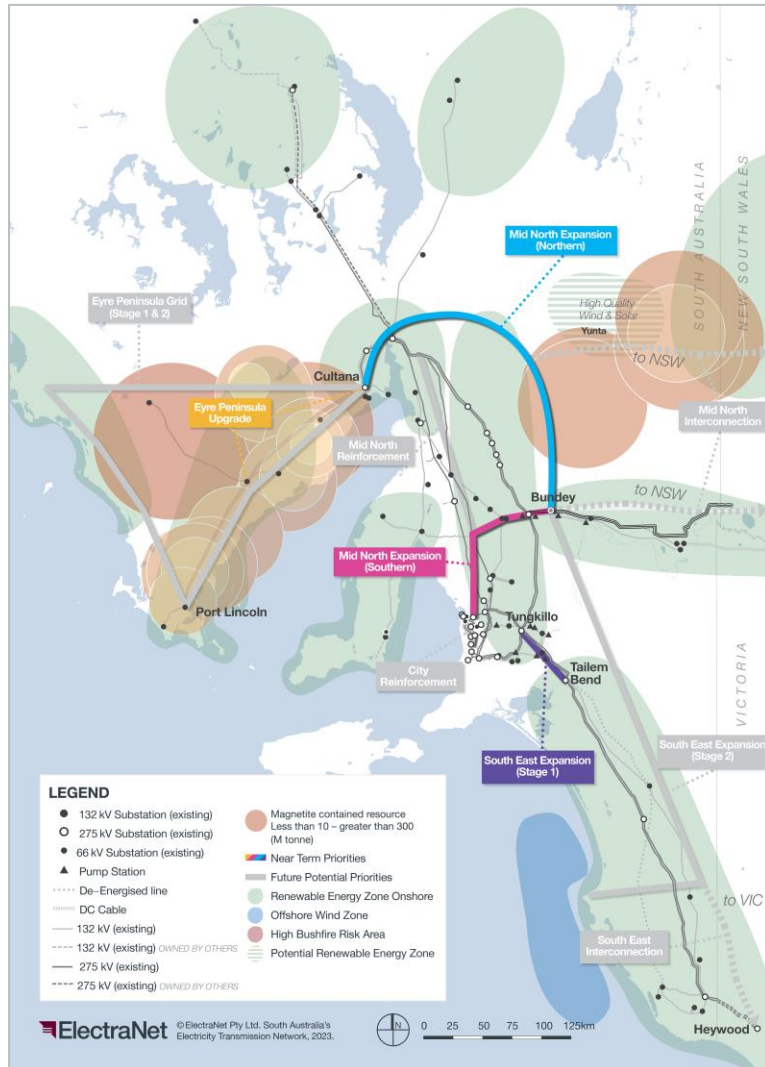 Mid North Expansion
(Northern)
SOUTH AUSTRALIA
NEW SOUTH WALES
Eyre Peninsula Grid
(Stage 1 & 2)
High Quality
Wind & Solar
Yunta
to NSW
Cultana
Eyre Peninsula
Upgrade
Mid North
Interconnection
Mid North
Reinforcement
to NSW
Bundey
Mid North Expansion
(Southern)
Port Lincoln
Tungkillo
City
Reinforcement
Tailem
Bend
VICTORIA
South East Expansion
(Stage 2)
South East Expansion
(Stage 1)
LEGEND
132 kV Substation (existing)
275 kV Substation (existing)
66 kV Substation (existing)
Pump Station
De-Energised line
DC Cable
132 kV (existing)
132 kV (existing) OWNED BY OTHERS
275 kV (existing)
275 kV (existing) OWNED BY OTHERS
Magnetite contained resource
Less than 10 – greater than 300
(M tonne)
Near Term Priorities
Future Potential Priorities
Renewable Energy Zone Onshore
Offshore Wind Zone
High Bushfire Risk Area
Potential Renewable Energy Zone
to VIC
South East
Interconnection
Heywood
ElectraNet
©ElectraNet Pty Ltd. South Australia's
Electricity Transmission Network, 2023.
N
0 25 50 75 100 125km